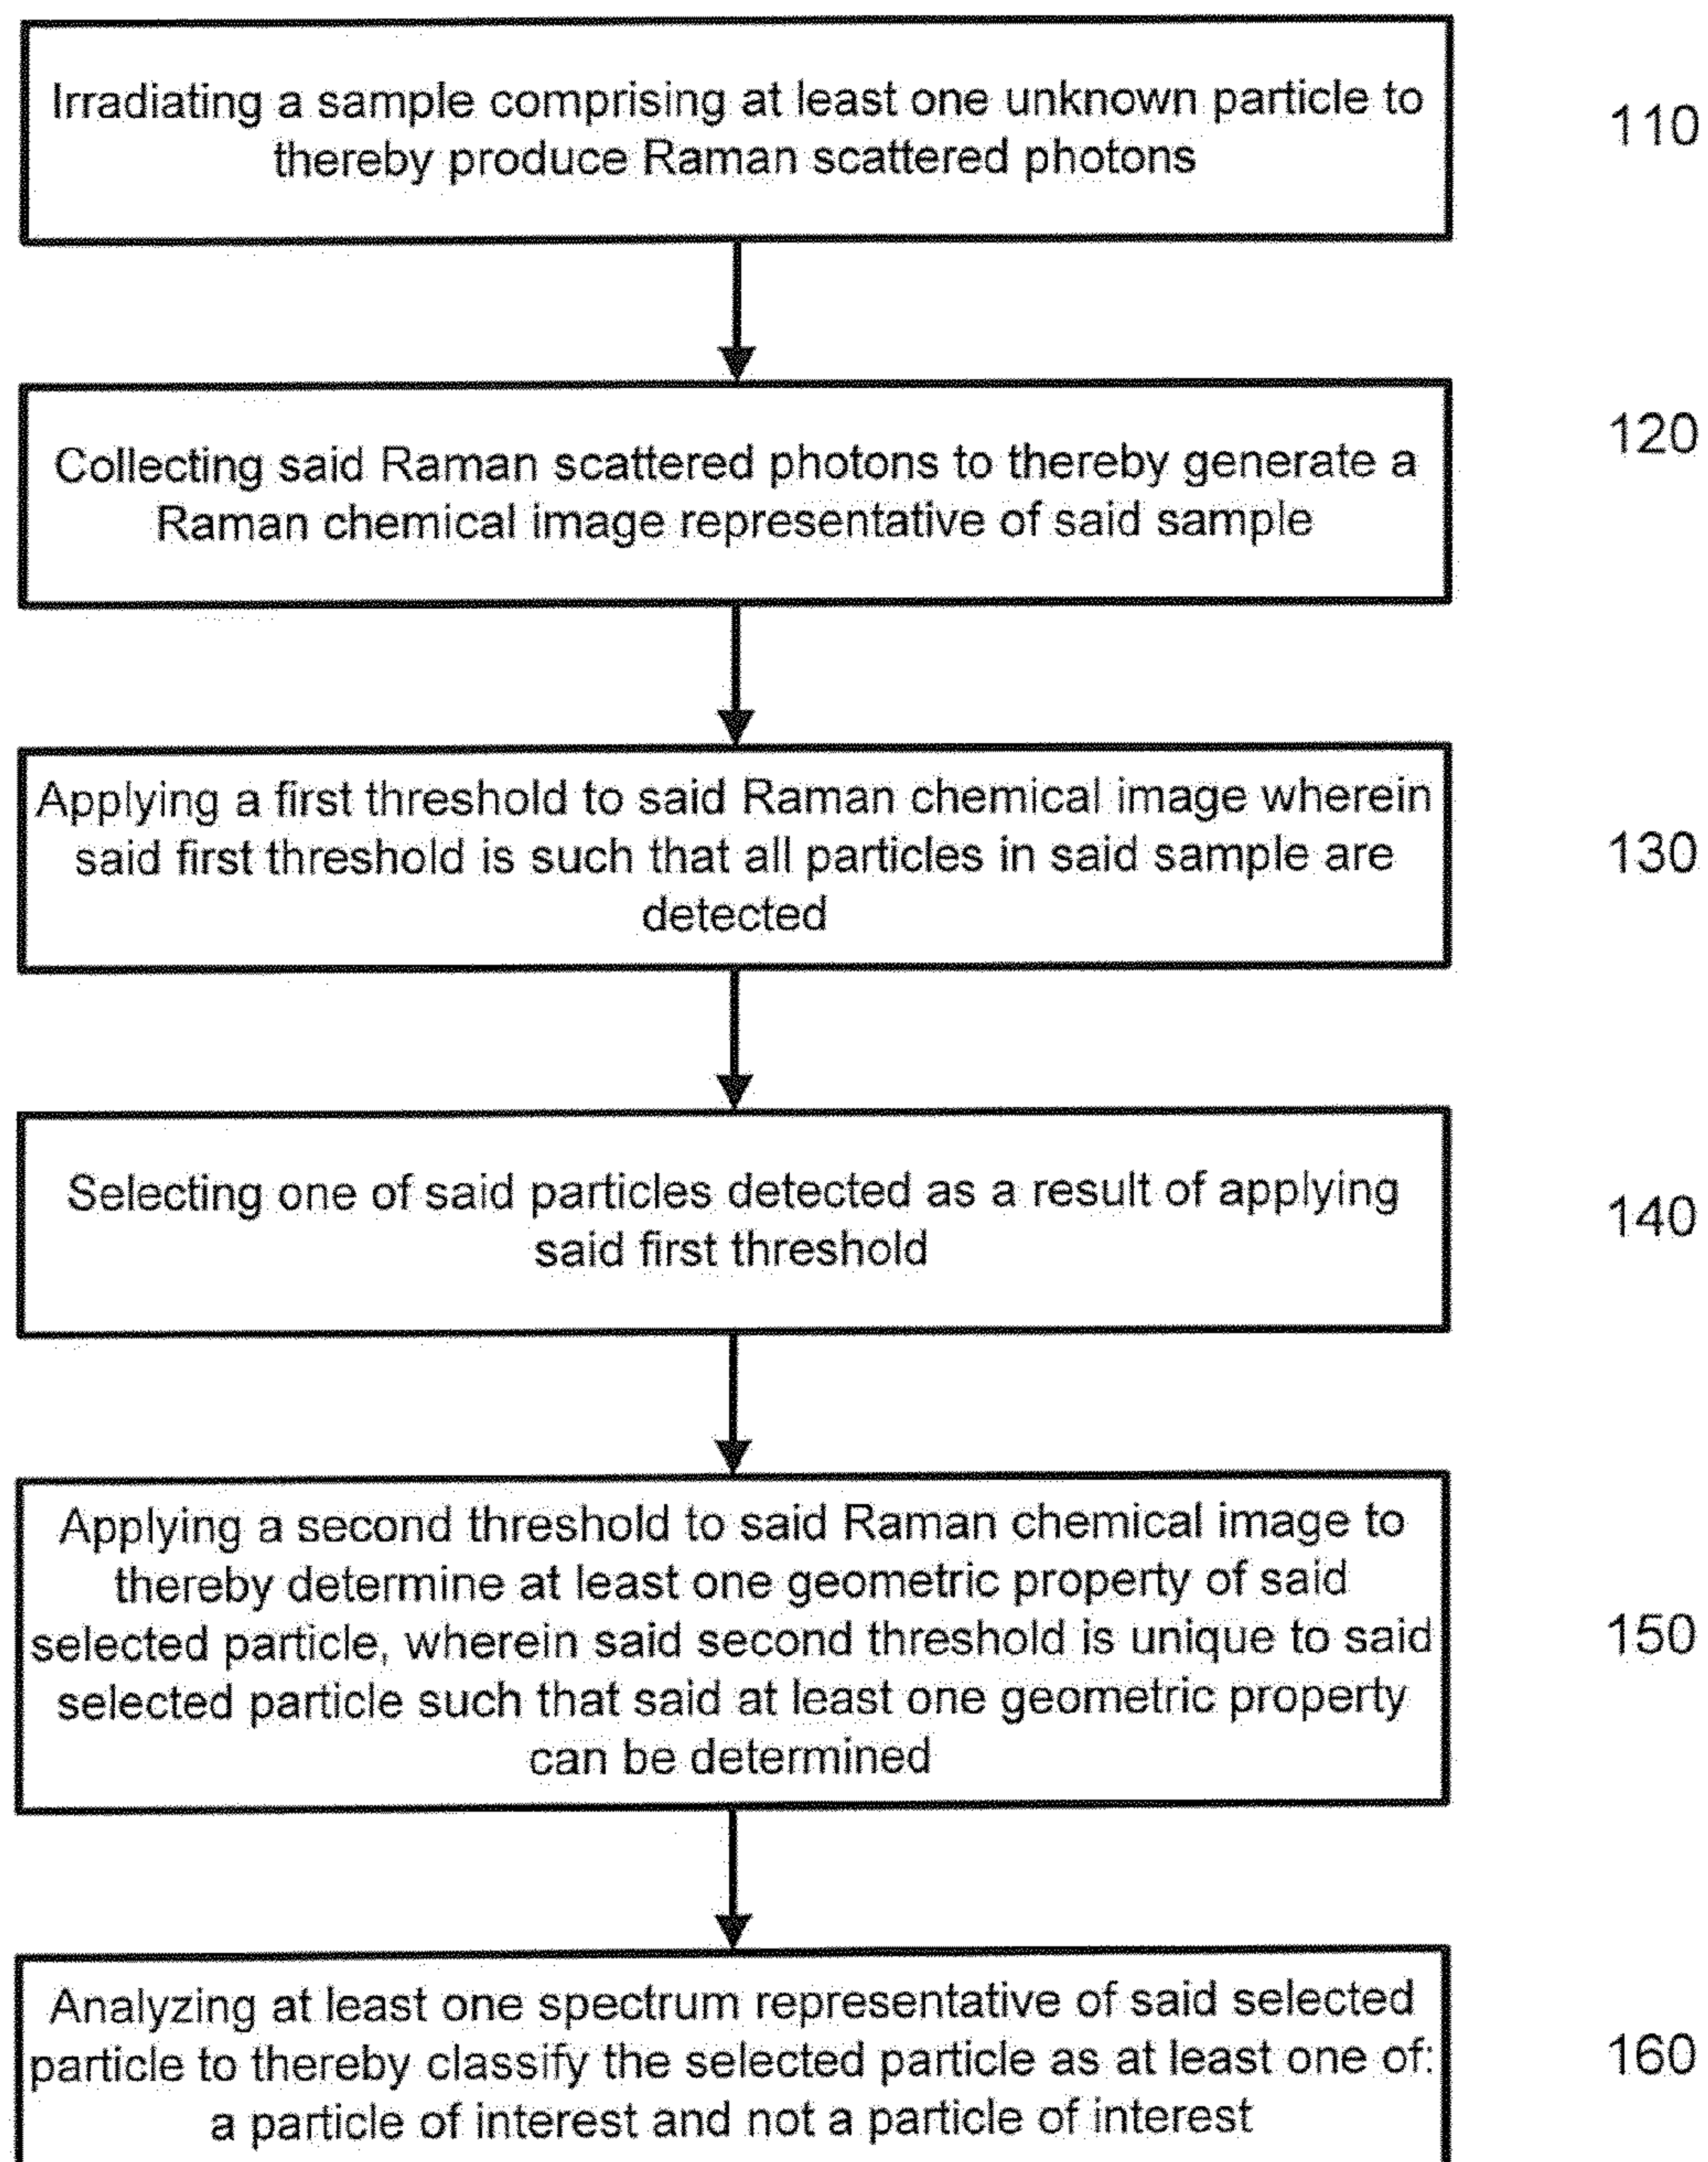 Irradiating a sample comprising at least one unknown particle to
thereby produce Raman scattered photons
110
Collecting said Raman scattered photons to thereby generate a
Raman chemical image representative of said sample
120
Applying a first threshold to said Raman chemical image wherein
said first threshold is such that all particles in said sample are
detected
130
Selecting one of said particles detected as a result of applying
said first threshold
140
Applying a second threshold to said Raman chemical image to
thereby determine at least one geometric property of said
selected particle, wherein said second threshold is unique to said
selected particle such that said at least one geometric property
can be determined
150
Analyzing at least one spectrum representative of said selected
particle to thereby classify the selected particle as at least one of:
a particle of interest and not a particle of interest
160